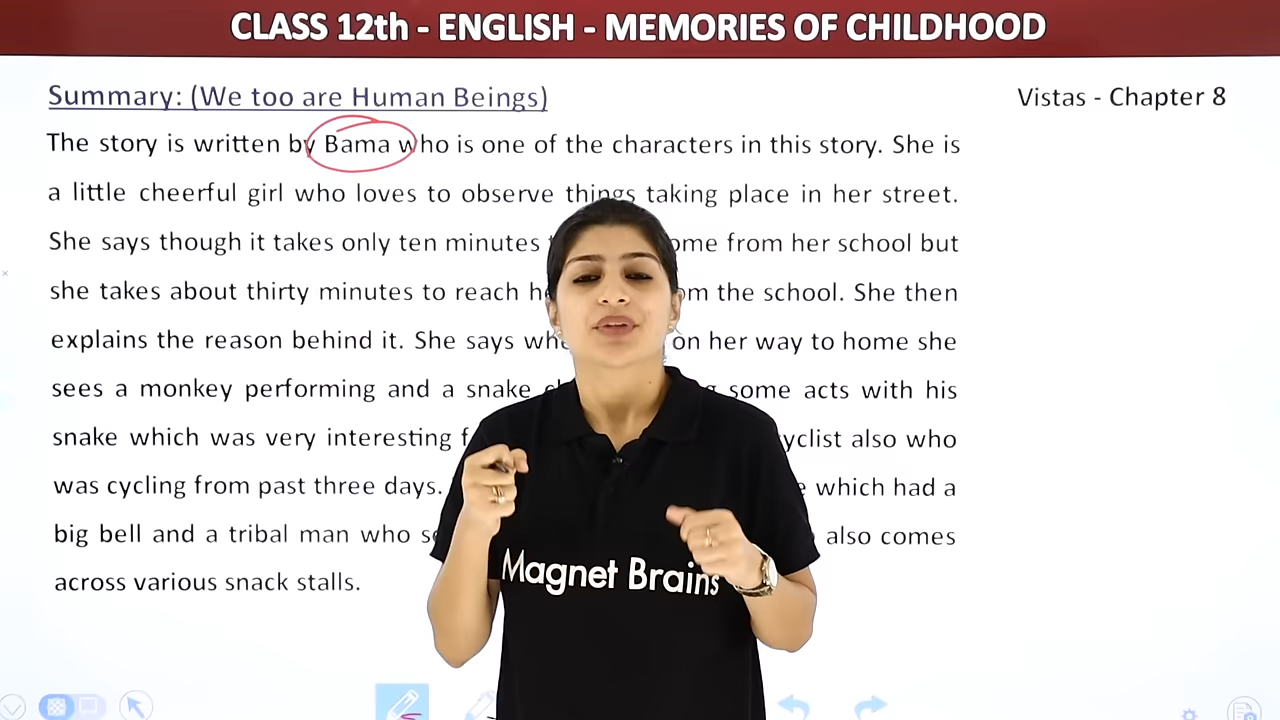 CLASS 12th - ENGLISH - MEMORIES OF CHILDHOOD
Summary: (We too are Human Beings)
Vistas - Chapter 8
The story is written by Bama who is one of the characters in this story. She is
a little cheerful girl who loves to observe things taking place in her street.
She says though it takes only ten minutes from her school but
she takes about thirty minutes to reach the school. She then
explains the reason behind it. She says on her way to home she
sees a monkey performing and a snake some acts with his
snake which was very interesting also who
was cycling from past three days. which had a
big bell and a tribal man who also comes
across various snack stalls.
Magnet Brains